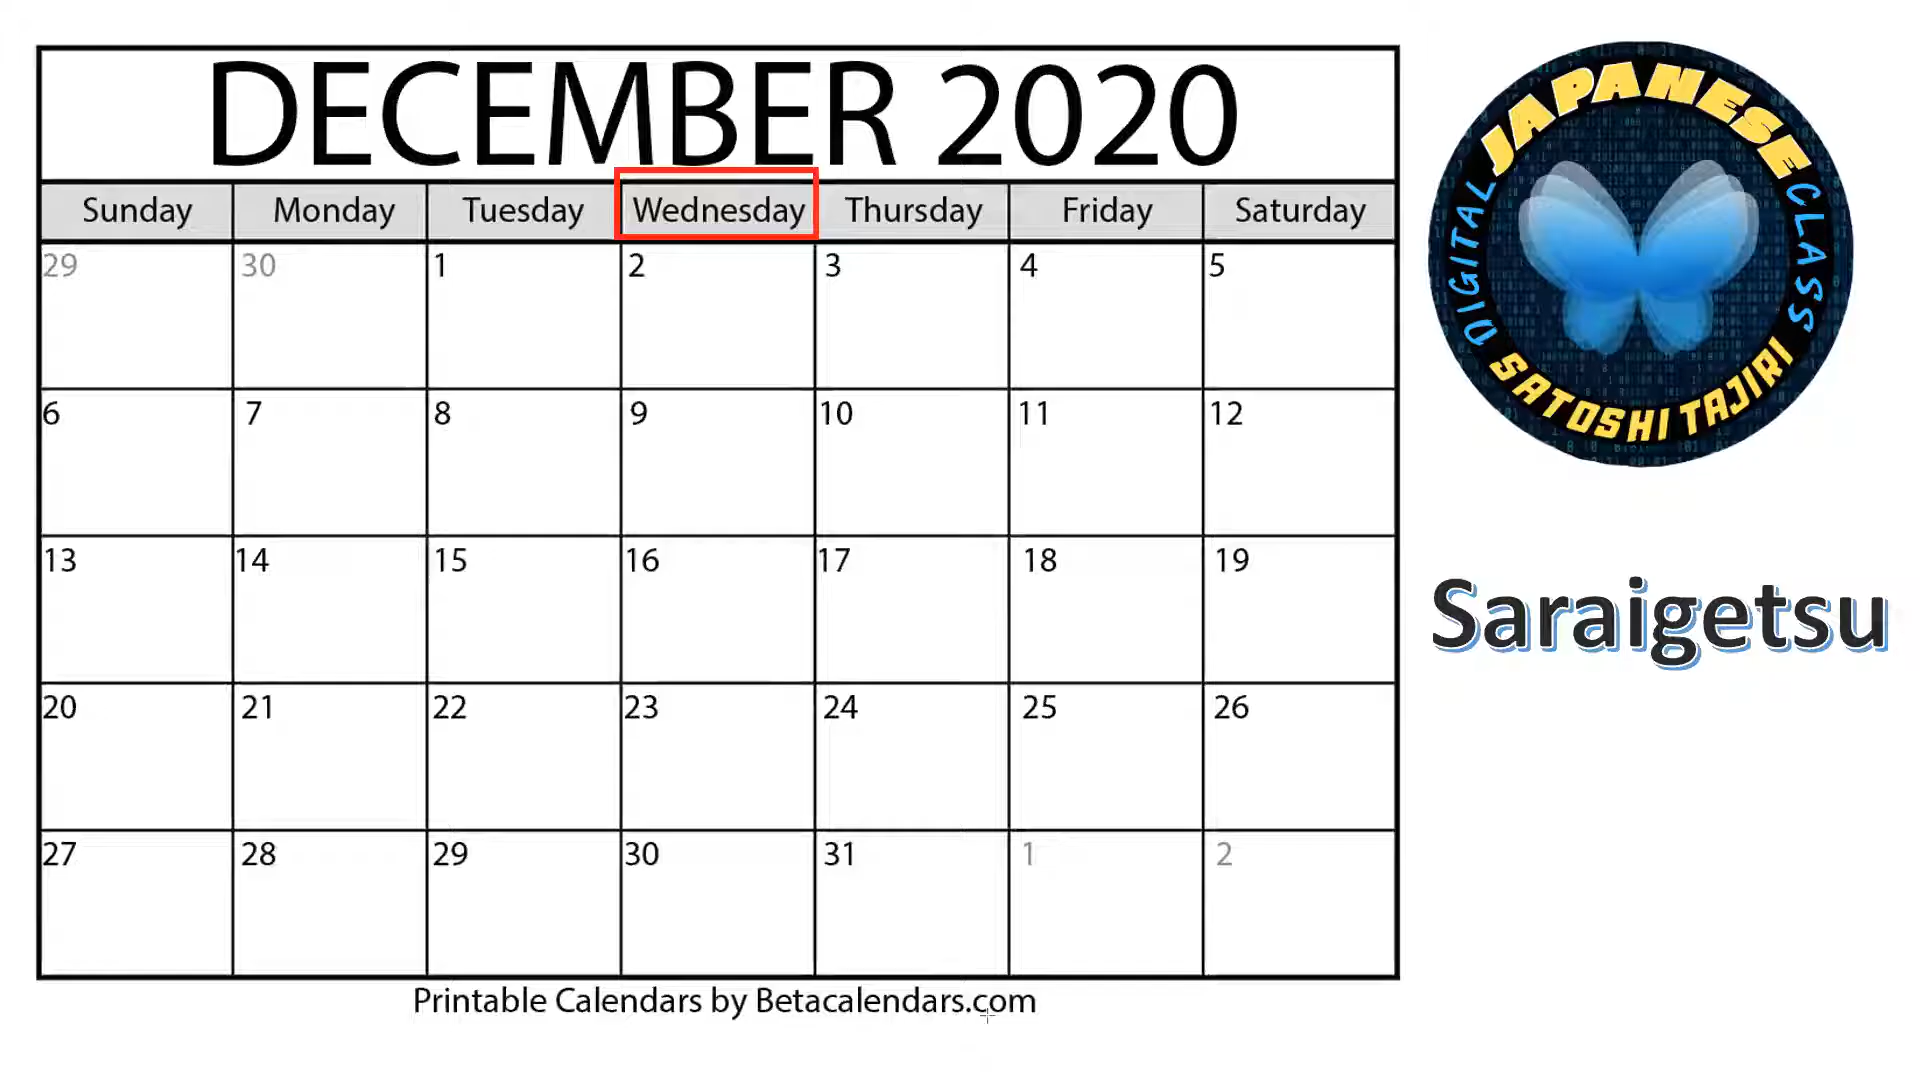 DECEMBER 2020
Sunday Monday Tuesday Wednesday Thursday Friday Saturday
29 30 1 2 3 4 5
6 7 8 9 10 11 12
13 14 15 16 17 18 19
20 21 22 23 24 25 26
27 28 29 30 31 1 2
Printable Calendars by Betacalendars.com
JAPANESE
DIGITAL CLASS
SATOSHI TAJIRI
Saraigetsu